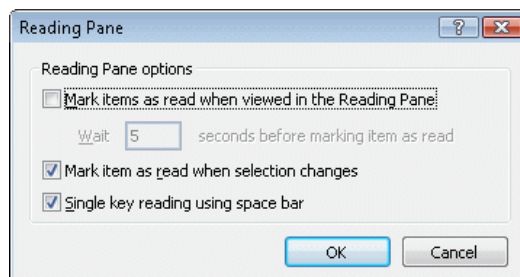 Reading Pane
Reading Pane options
Mark items as read when viewed in the Reading Pane
Wait 5 seconds before marking item as read
Mark item as read when selection changes
Single key reading using space bar
OK Cancel